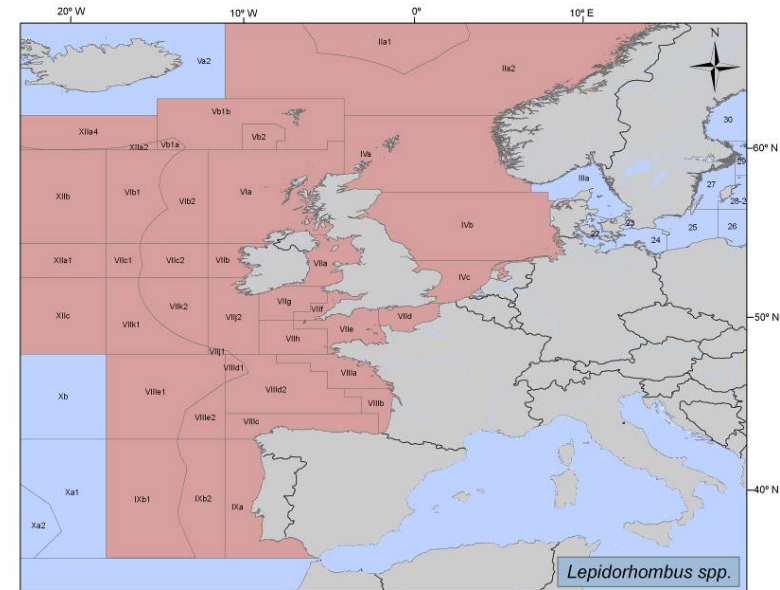 20° W 10° W 0° 10° E
IIa1
N
Va2
IIa2
Vb1b
30
XIIa4
Vb2
XIIa2 Vb1a
60° N
IVa
29
IIIa
27
VIb1
VIa
28-2
XIIb
VIb2
IVb
25 26
22 23
24
XIIa1 VIIc1 VIIc2 VIIb
VIIa
IVc
VIIg
XIIc
VIIk2
VIIf
VIIk1
VIIj2
VIId
50° N
VIIe
VIIh
VIIj1
VIIId1
VIIIa
Xb
VIIIe1
VIIId2
VIIIb
VIIIe2
VIIIc
Xa1
IXb1
IXb2
IXa
40° N
Xa2
Lepidorhombus spp.